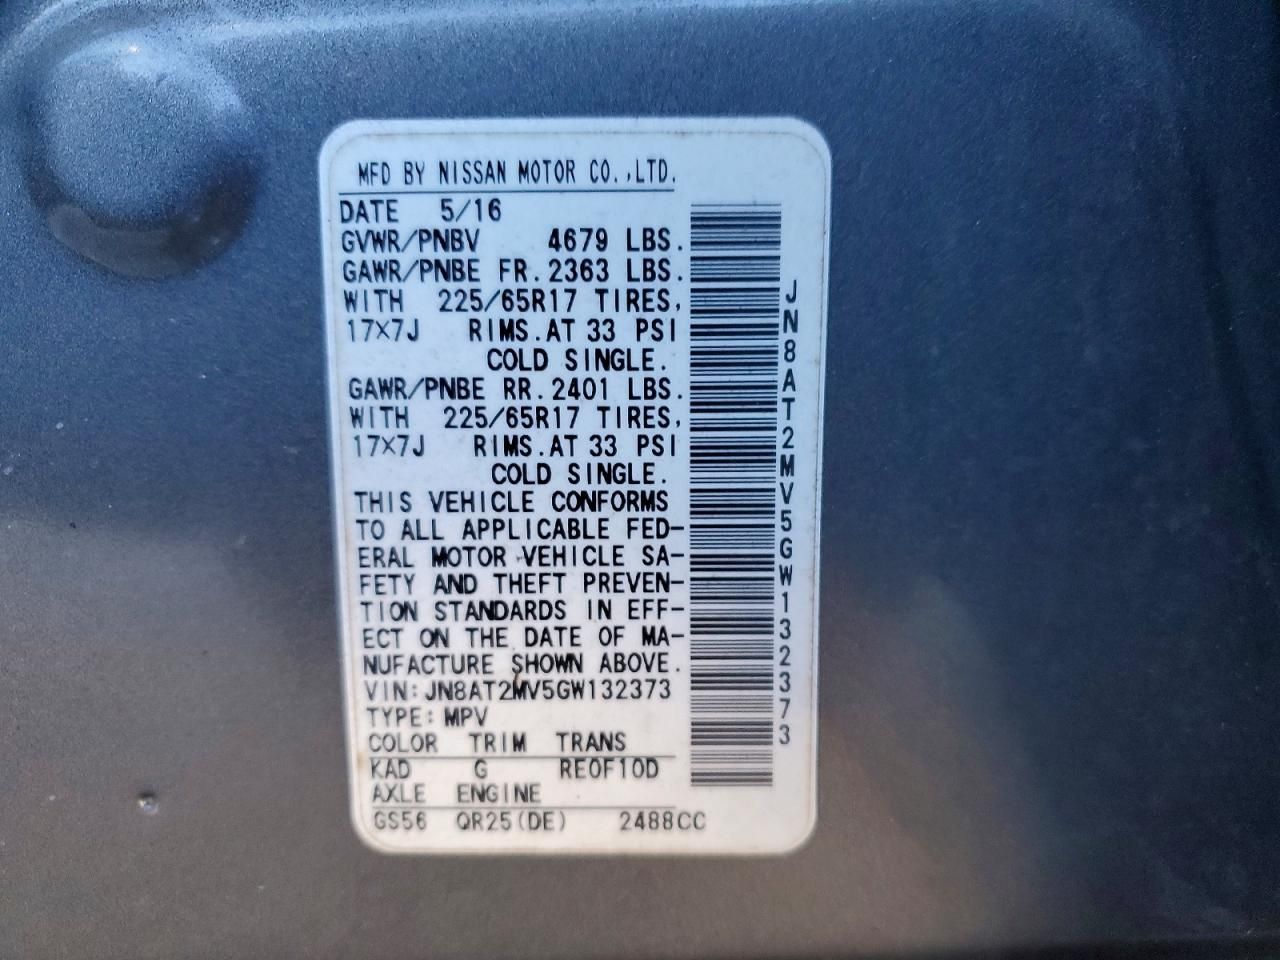 MFD BY NISSAN MOTOR CO.,LTD.
DATE 5/16
GVWR/PNBV 4679 LBS.
GAWR/PNBE FR.2363 LBS.
WITH 225/65R17 TIRES,
17×7J RIMS.AT 33 PSI
COLD SINGLE.
GAWR/PNBE RR.2401 LBS.
WITH 225/65R17 TIRES,
17×7J RIMS.AT 33 PSI
COLD SINGLE.
THIS VEHICLE CONFORMS
TO ALL APPLICABLE FED-
ERAL MOTOR VEHICLE SA-
FETY AND THEFT PREVEN-
TION STANDARDS IN EFF-
ECT ON THE DATE OF MA-
NUFACTURE SHOWN ABOVE.
VIN:JN8AT2MV5GW132373
TYPE:MPV
COLOR TRIM TRANS
KAD G RE0F10D
AXLE ENGINE
GS56 QR25(DE) 2488CC
JN8AT2MV5GW132373